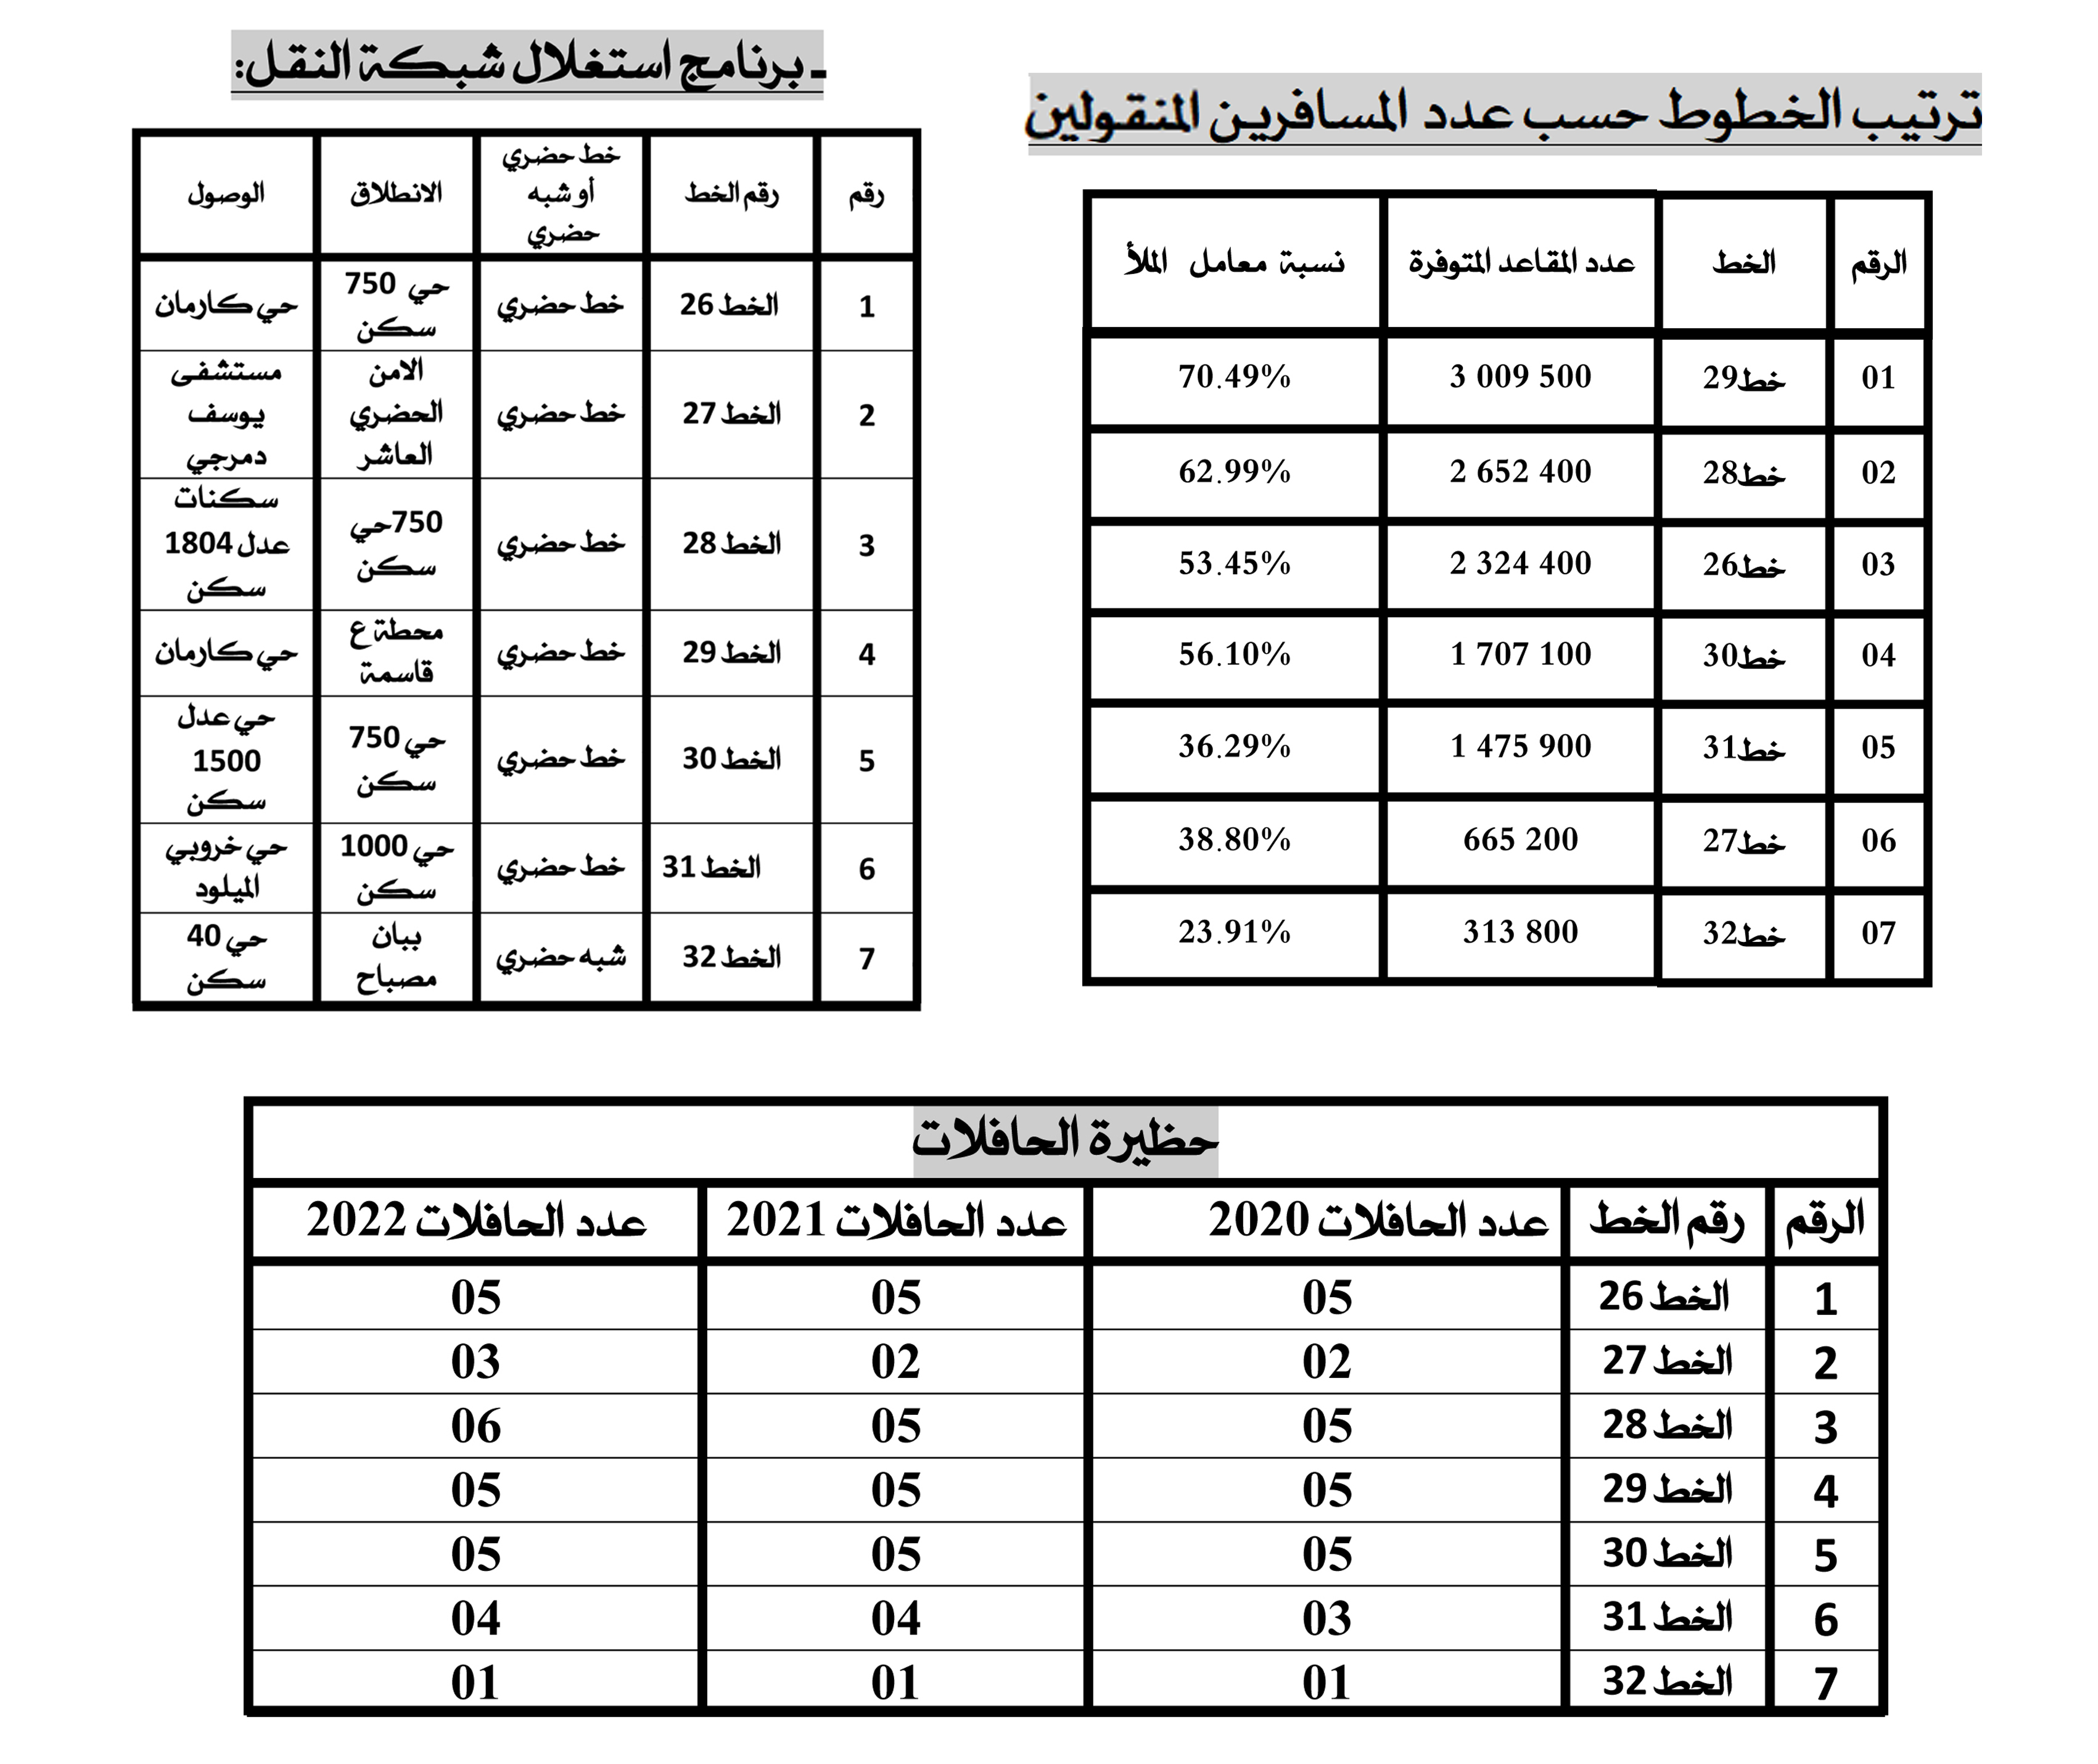 ترتيب الخطوط حسب عدد المسافرين المنقولين
الرقم الخط عدد المقاعد المتوفرة نسبة معامل الملأ
01 خط29 3 009 500 70.49%
02 خط28 2 652 400 62.99%
03 خط26 2 324 400 53.45%
04 خط30 1 707 100 56.10%
05 خط31 1 475 900 36.29%
06 خط27 665 200 38.80%
07 خط32 313 800 23.91%
- برنامج استغلال شبكة النقل:
رقم رقم الخط خط حضري أو شبه حضري الانطلاق الوصول
1 الخط 26 خط حضري حي 750 سكن حي كارمان
2 الخط 27 خط حضري الامن الحضري العاشر مستشفى يوسف دمرجي
3 الخط 28 خط حضري 750حي سكن سكنات عدل 1804 سكن
4 الخط 29 خط حضري محطة ع قاسمة حي كارمان
5 الخط 30 خط حضري حي 750 سكن حي عدل 1500 سكن
6 الخط 31 خط حضري حي 1000 سكن حي خروبي الميلود
7 الخط 32 شبه حضري ببان مصباح حي 40 سكن
حظيرة الحافلات
الرقم رقم الخط عدد الحافلات 2020 عدد الحافلات 2021 عدد الحافلات 2022
1 الخط 26 05 05 05
2 الخط 27 02 02 03
3 الخط 28 05 05 06
4 الخط 29 05 05 05
5 الخط 30 05 05 05
6 الخط 31 03 04 04
7 الخط 32 01 01 01